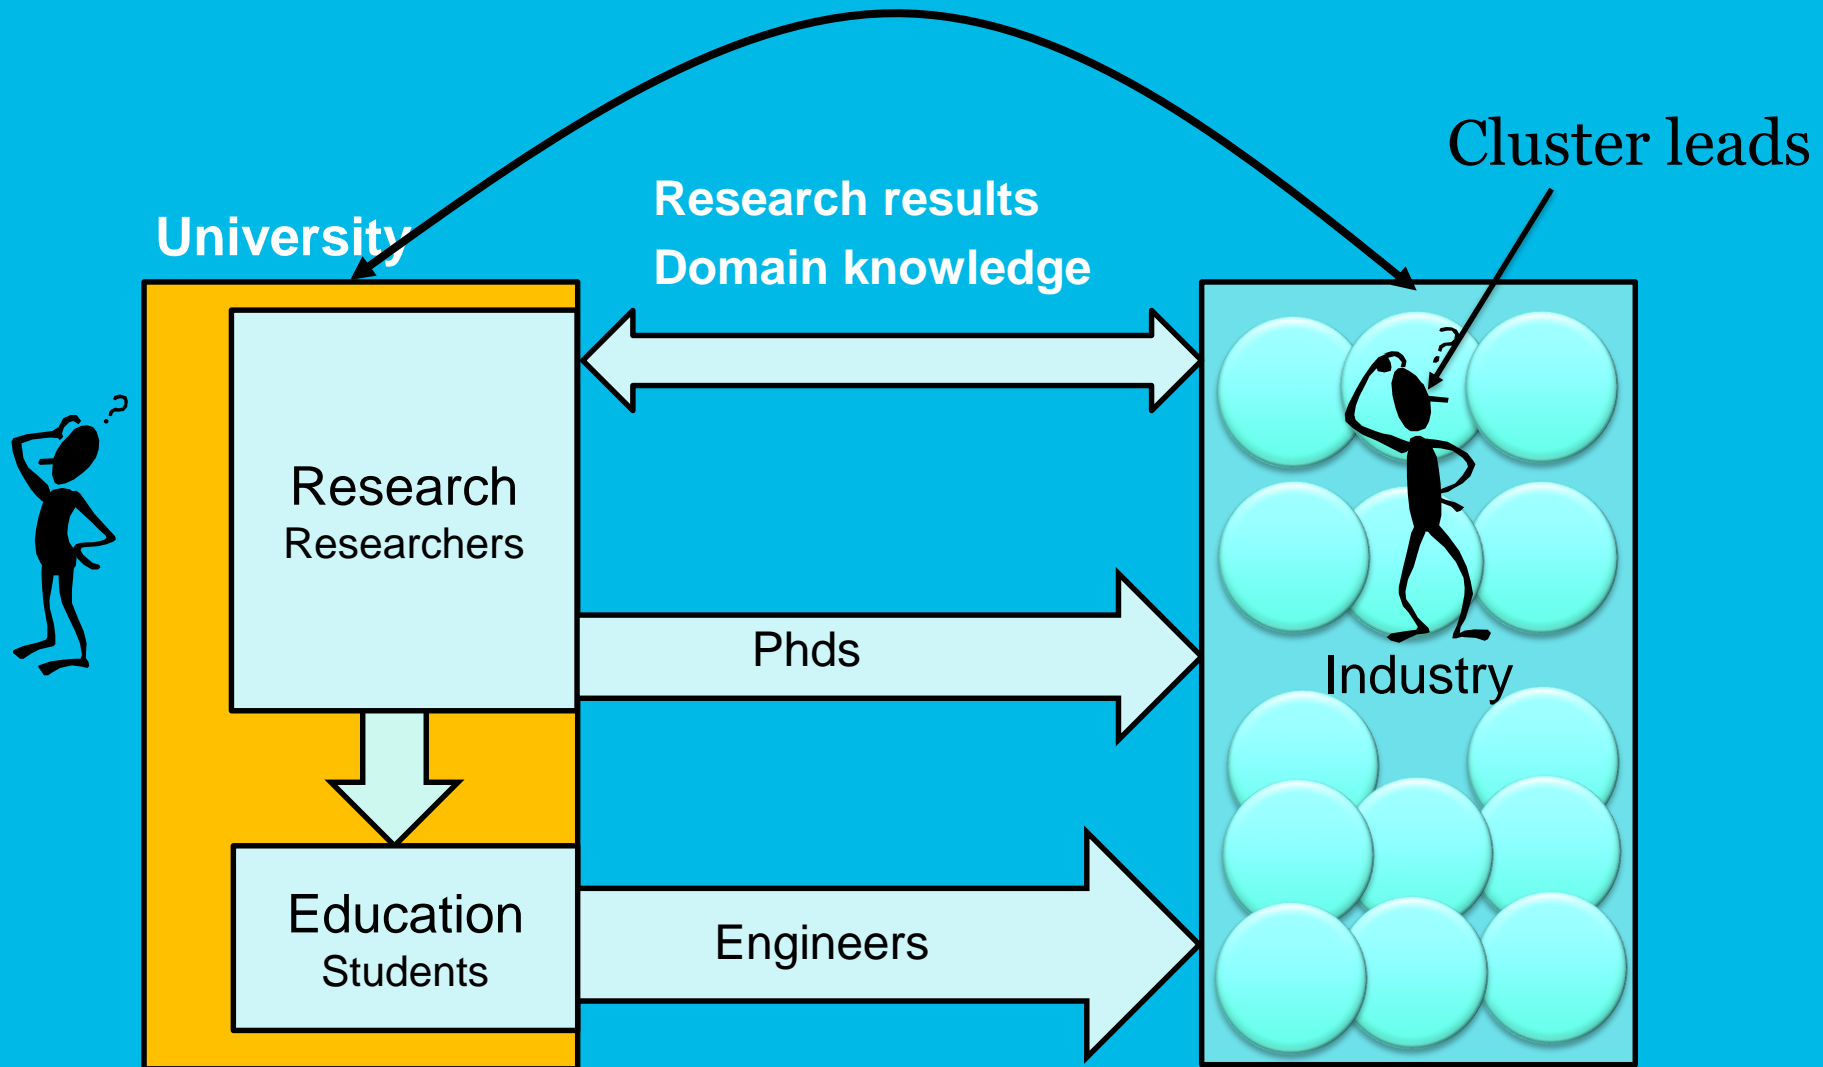 Cluster leads
Research results
Domain knowledge
University
Research
Researchers
Phds
Industry
Education
Students
Engineers